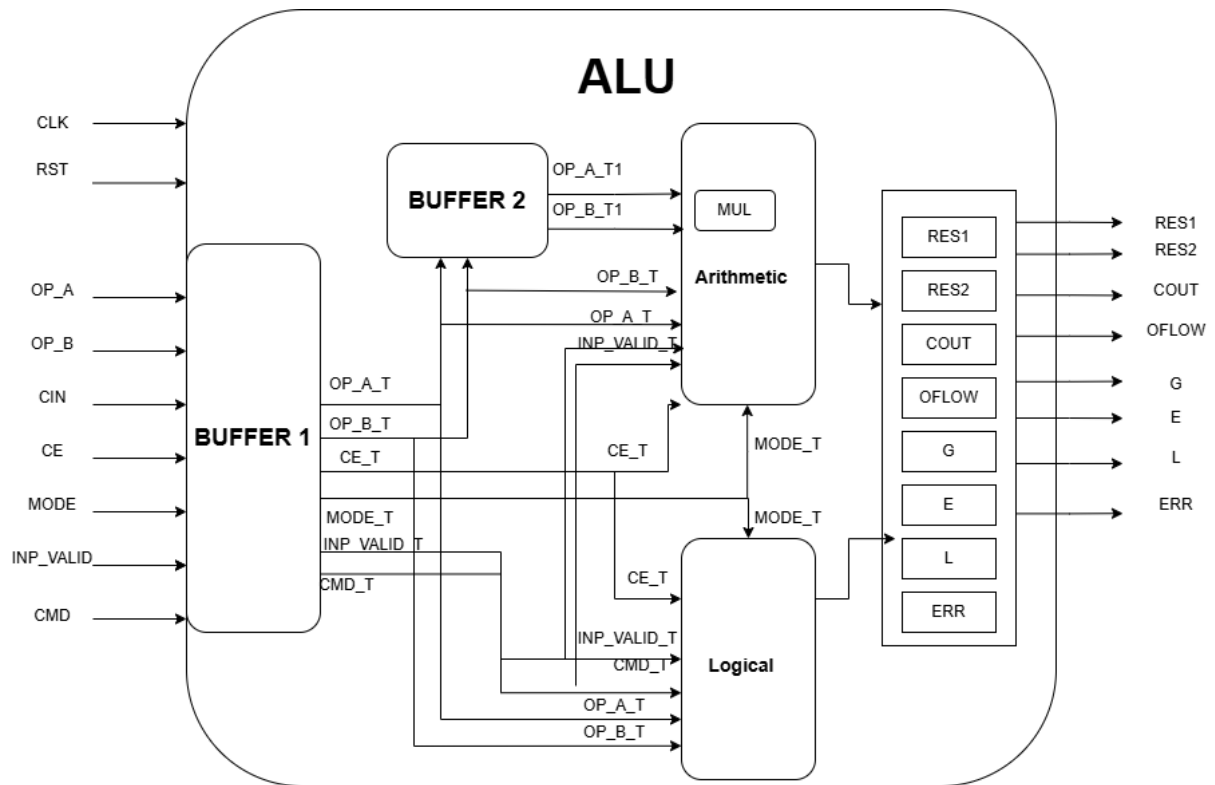 ALU
CLK
RST
OP_A
OP_B
CIN
CE
MODE
INP_VALID
CMD
BUFFER 1
BUFFER 2
OP_A_T1
OP_B_T1
MUL
Arithmetic
OP_B_T
OP_A_T
INP_VALID_T
OP_A_T
OP_B_T
CE_T
MODE_T
INP_VALID_T
CMD_T
CE_T
MODE_T
MODE_T
CE_T
INP_VALID_T
CMD_T
OP_A_T
OP_B_T
Logical
RES1
RES2
COUT
OFLOW
G
E
L
ERR
RES1
RES2
COUT
OFLOW
G
E
L
ERR